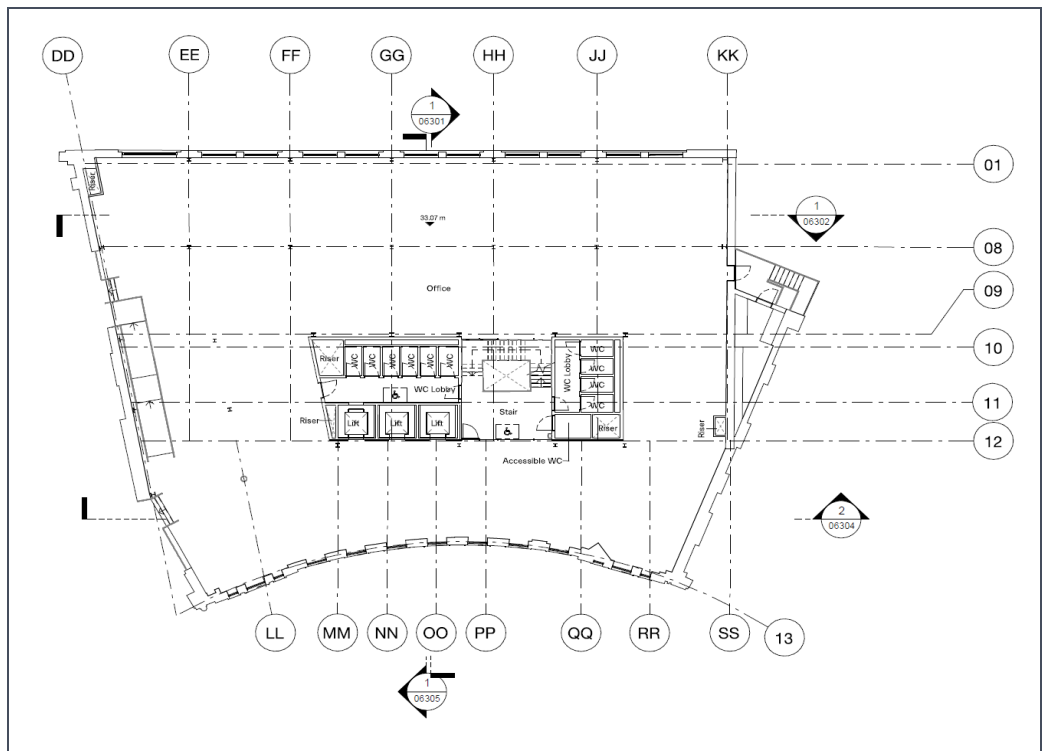 DD
EE
FF
GG
HH
JJ
KK
1
06301
01
Riser
1
06302
33.07 m
08
Office
09
10
Riser
WC
WC
WC
WC
WC
WC
WC Lobby
WC Lobby
WC
WC
WC
WC
11
Riser
Lift
Lift
Lift
Stair
Riser
Riser
12
Accessible WC
2
06304
LL
MM
NN
OO
PP
QQ
RR
SS
13
1
06305